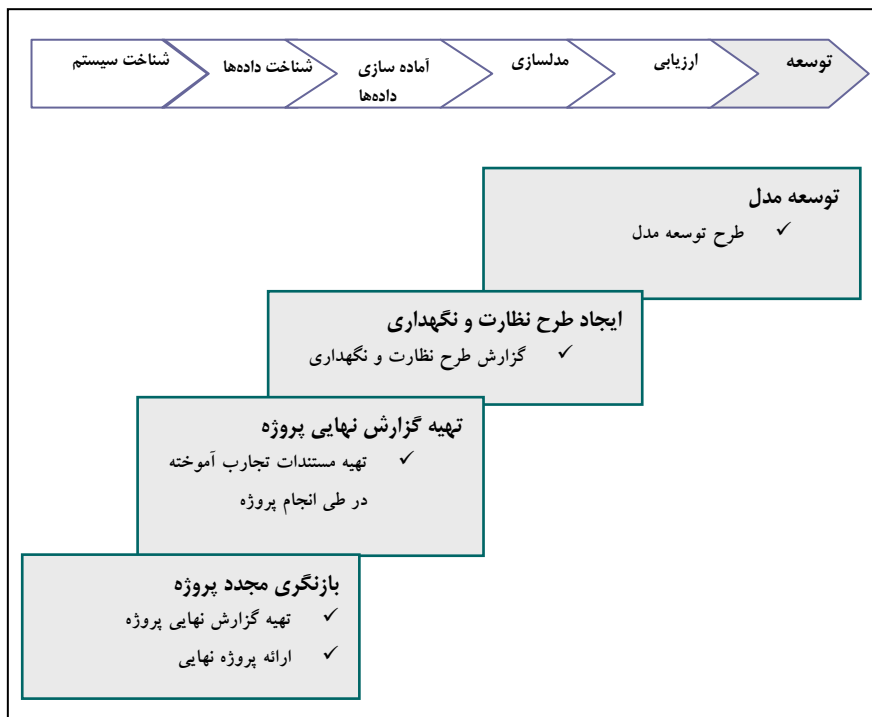 شناخت سیستم
شناخت داده‌ها
آماده سازی
داده‌ها
مدلسازی
ارزیابی
توسعه
توسعه مدل
✓ طرح توسعه مدل
ایجاد طرح نظارت و نگهداری
✓ گزارش طرح نظارت و نگهداری
تهیه گزارش نهایی پروژه
✓ تهیه مستندات تجارب آموخته
در طی انجام پروژه
بازنگری مجدد پروژه
✓ تهیه گزارش نهایی پروژه
✓ ارائه پروژه نهایی